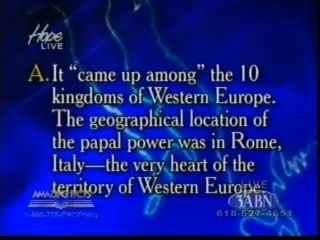 Hope
LIVE
A. It “came up among” the 10
kingdoms of Western Europe.
The geographical location of
the papal power was in Rome,
Italy—the very heart of the
territory of Western Europe.
LIVE
3ABN
618-627-4651